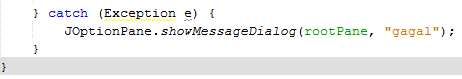 } catch (Exception e) {
JOptionPane.showMessageDialog(rootPane, "gagal");
}
}